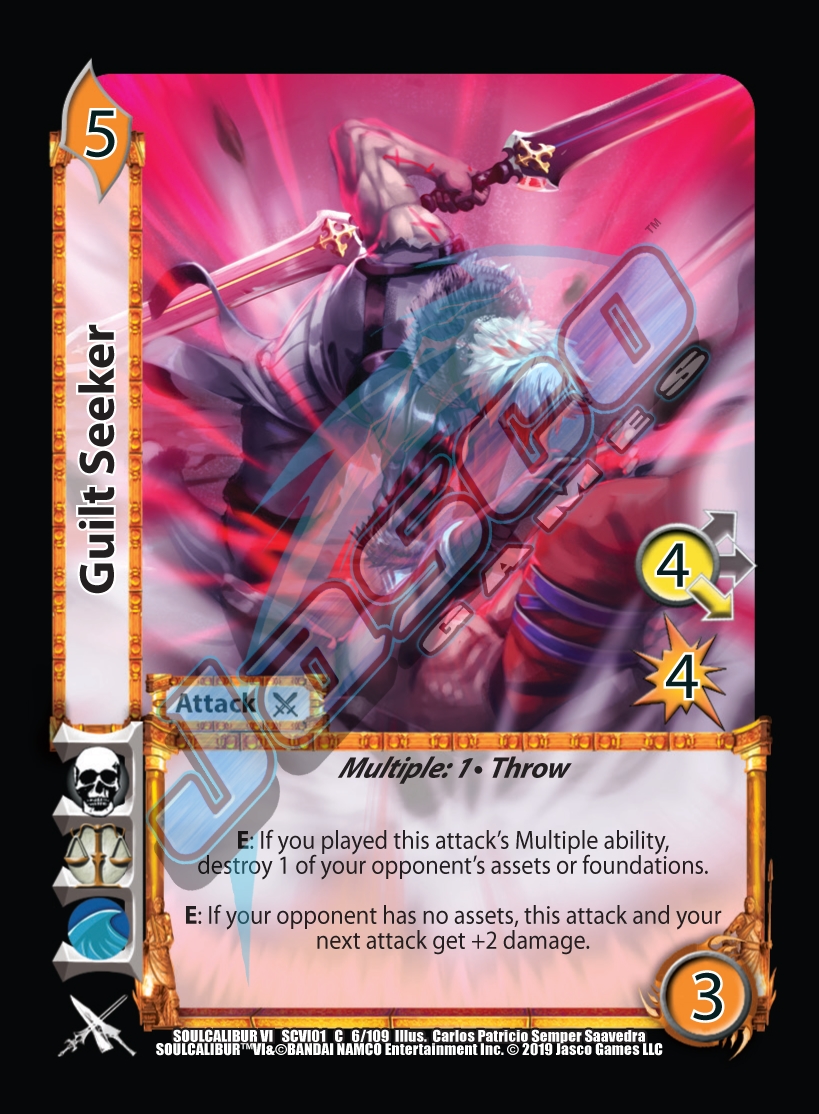 5
Guilt Seeker
TM
JASCO
GAMES
4
4
Attack
Multiple: 1 • Throw
E: If you played this attack's Multiple ability,
destroy 1 of your opponent's assets or foundations.
E: If your opponent has no assets, this attack and your
next attack get +2 damage.
3
SOULCALIBUR VI SCVI01 C 6/109 Illus. Carlos Patricio Semper Saavedra
SOULCALIBUR™VI&©BANDAI NAMCO Entertainment Inc. © 2019 Jasco Games LLC